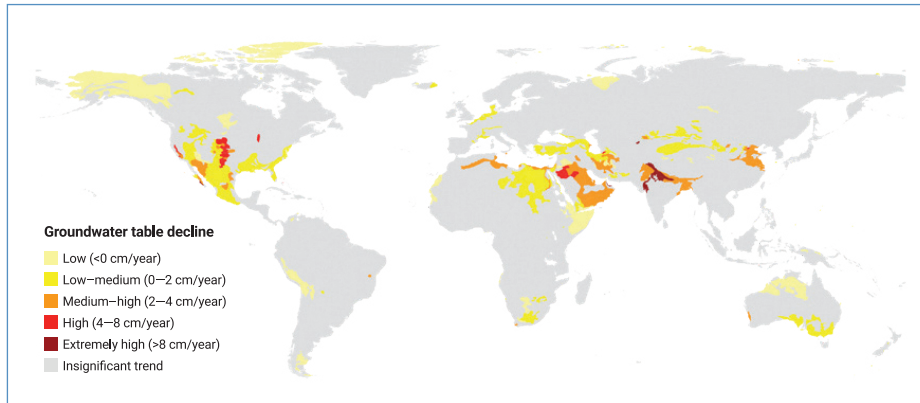 Groundwater table decline
Low (<0 cm/year)
Low—medium (0—2 cm/year)
Medium—high (2—4 cm/year)
High (4—8 cm/year)
Extremely high (>8 cm/year)
Insignificant trend